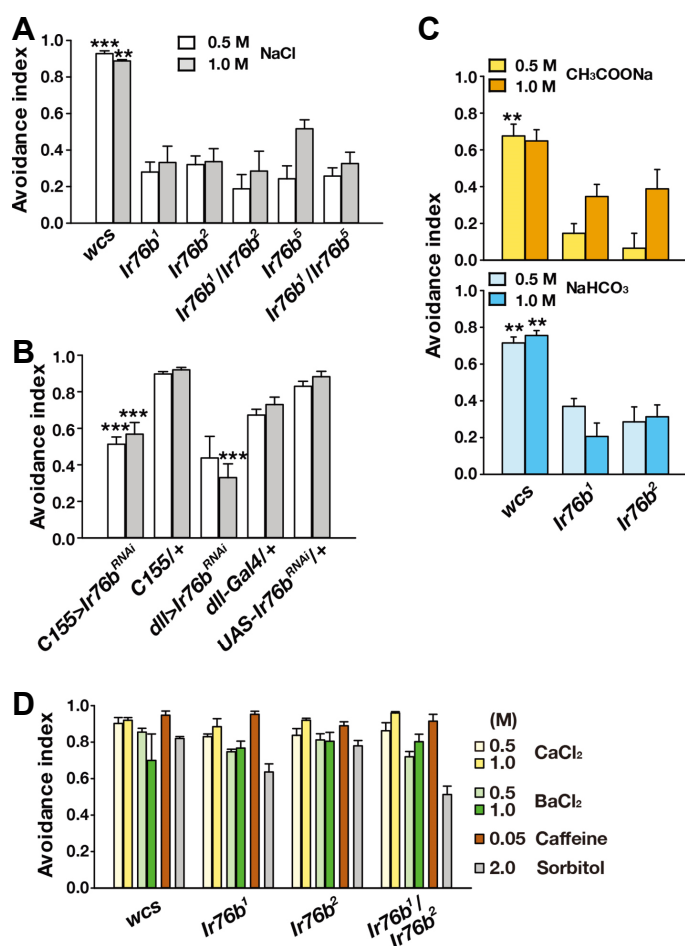 A
Avoidance index
1.0
0.8
0.6
0.4
0.2
0.0
***
**
0.5 M
1.0 M
NaCl
wcs
Ir76b1
Ir76b2
Ir76b1/Ir76b2
Ir76b5
Ir76b1/Ir76b5
B
Avoidance index
1.0
0.8
0.6
0.4
0.2
0.0
***
***
***
C155>Ir76bRNAi
C155/+
dll>Ir76bRNAi
dll-Gal4/+
UAS-Ir76bRNAi/+
C
Avoidance index
0.5 M
1.0 M
CH3COONa
1.0
0.8
0.6
0.4
0.2
0.0
**
0.5 M
1.0 M
NaHCO3
1.0
0.8
0.6
0.4
0.2
0.0
**
**
wcs
Ir76b1
Ir76b2
D
Avoidance index
1.0
0.8
0.6
0.4
0.2
0.0
wcs
Ir76b1
Ir76b2
Ir76b1/
Ir76b2
(M)
0.5
1.0
CaCl2
0.5
1.0
BaCl2
0.05 Caffeine
2.0 Sorbitol